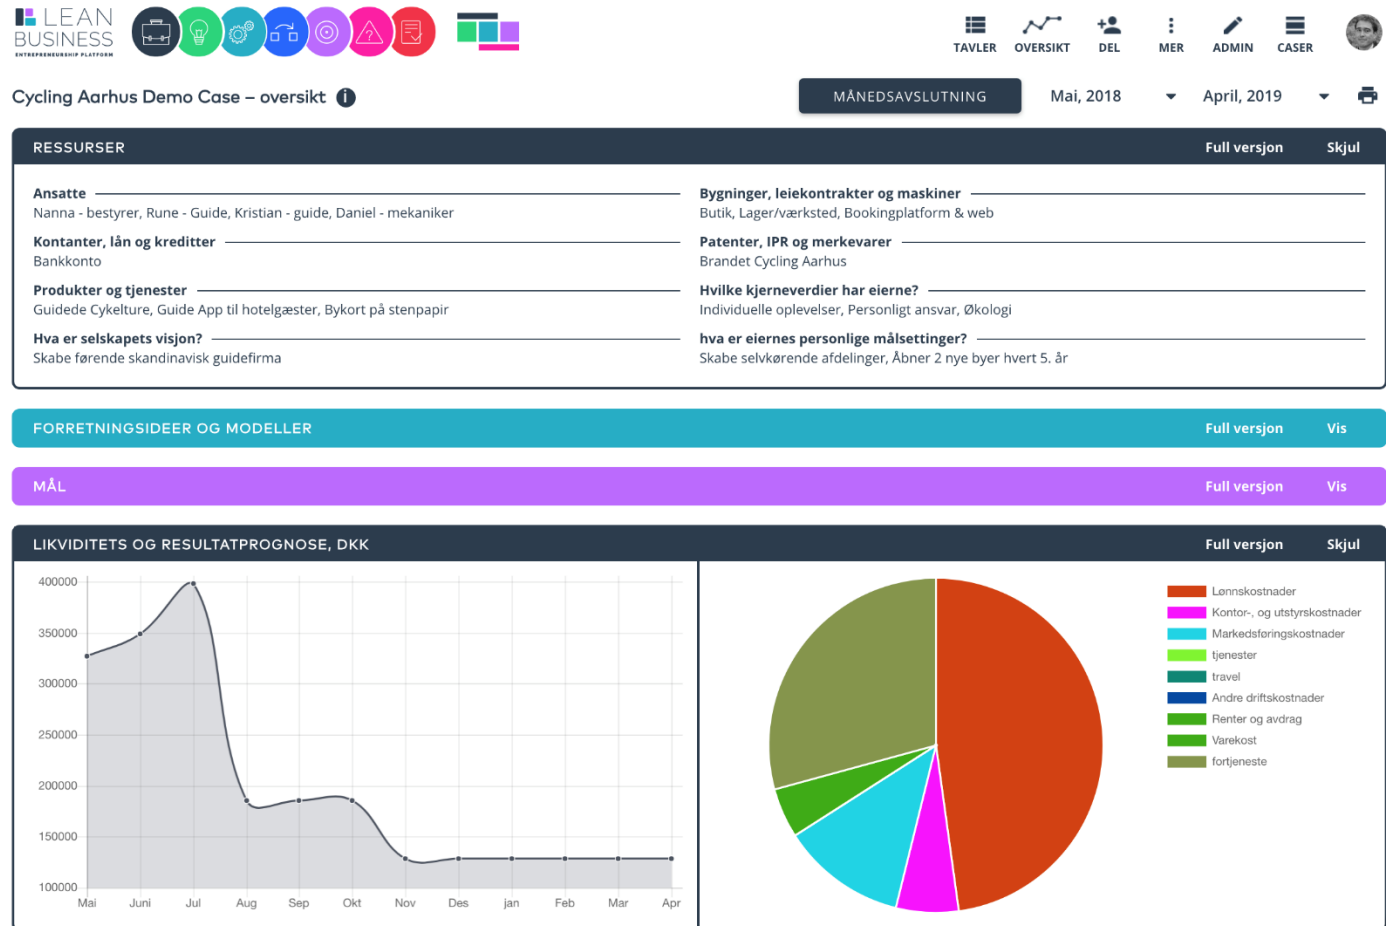 LEAN
BUSINESS
ENTREPRENEURSHIP PLATFORM
TAVLER
OVERSIKT
DEL
MER
ADMIN
CASER
Cycling Aarhus Demo Case – oversikt i
MÅNEDSAVSLUTNING
Mai, 2018
April, 2019
RESSURSER
Full versjon
Skjul
Ansatte
Nanna - bestyrer, Rune - Guide, Kristian - guide, Daniel - mekaniker
Bygninger, leiekontrakter og maskiner
Butik, Lager/værksted, Bookingplatform & web
Kontanter, lån og kreditter
Bankkonto
Patenter, IPR og merkevarer
Brandet Cycling Aarhus
Produkter og tjenester
Guidede Cykelture, Guide App til hotelgæster, Bykort på stenpapir
Hvilke kjerneverdier har eierne?
Individuelle oplevelser, Personligt ansvar, Økologi
Hva er selskapets visjon?
Skabe førende skandinavisk guidefirma
hva er eiernes personlige målsettinger?
Skabe selvkørende afdelinger, Åbner 2 nye byer hvert 5. år
FORRETNINGSIDEER OG MODELLER
Full versjon
Vis
MÅL
Full versjon
Vis
LIKVIDITETS OG RESULTATPROGNOSE, DKK
Full versjon
Skjul
400000
350000
300000
250000
200000
150000
100000
Mai Juni Jul Aug Sep Okt Nov Des jan Feb Mar Apr
Lønnskostnader
Kontor-, og utstyrskostnader
Markedsføringskostnader
tjenester
travel
Andre driftskostnader
Renter og avdrag
Varekost
fortjeneste